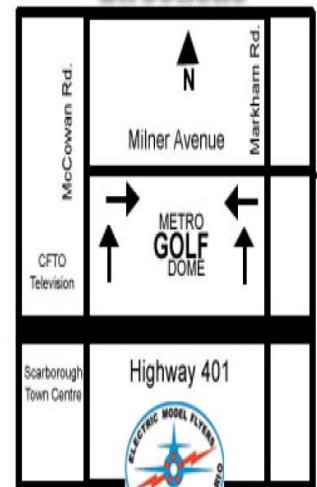 McCowan Rd.
N
Markham Rd.
Milner Avenue
METRO
GOLF
DOME
CFTO
Television
Scarborough
Town Centre
Highway 401
ELECTRIC MODEL FLYERS